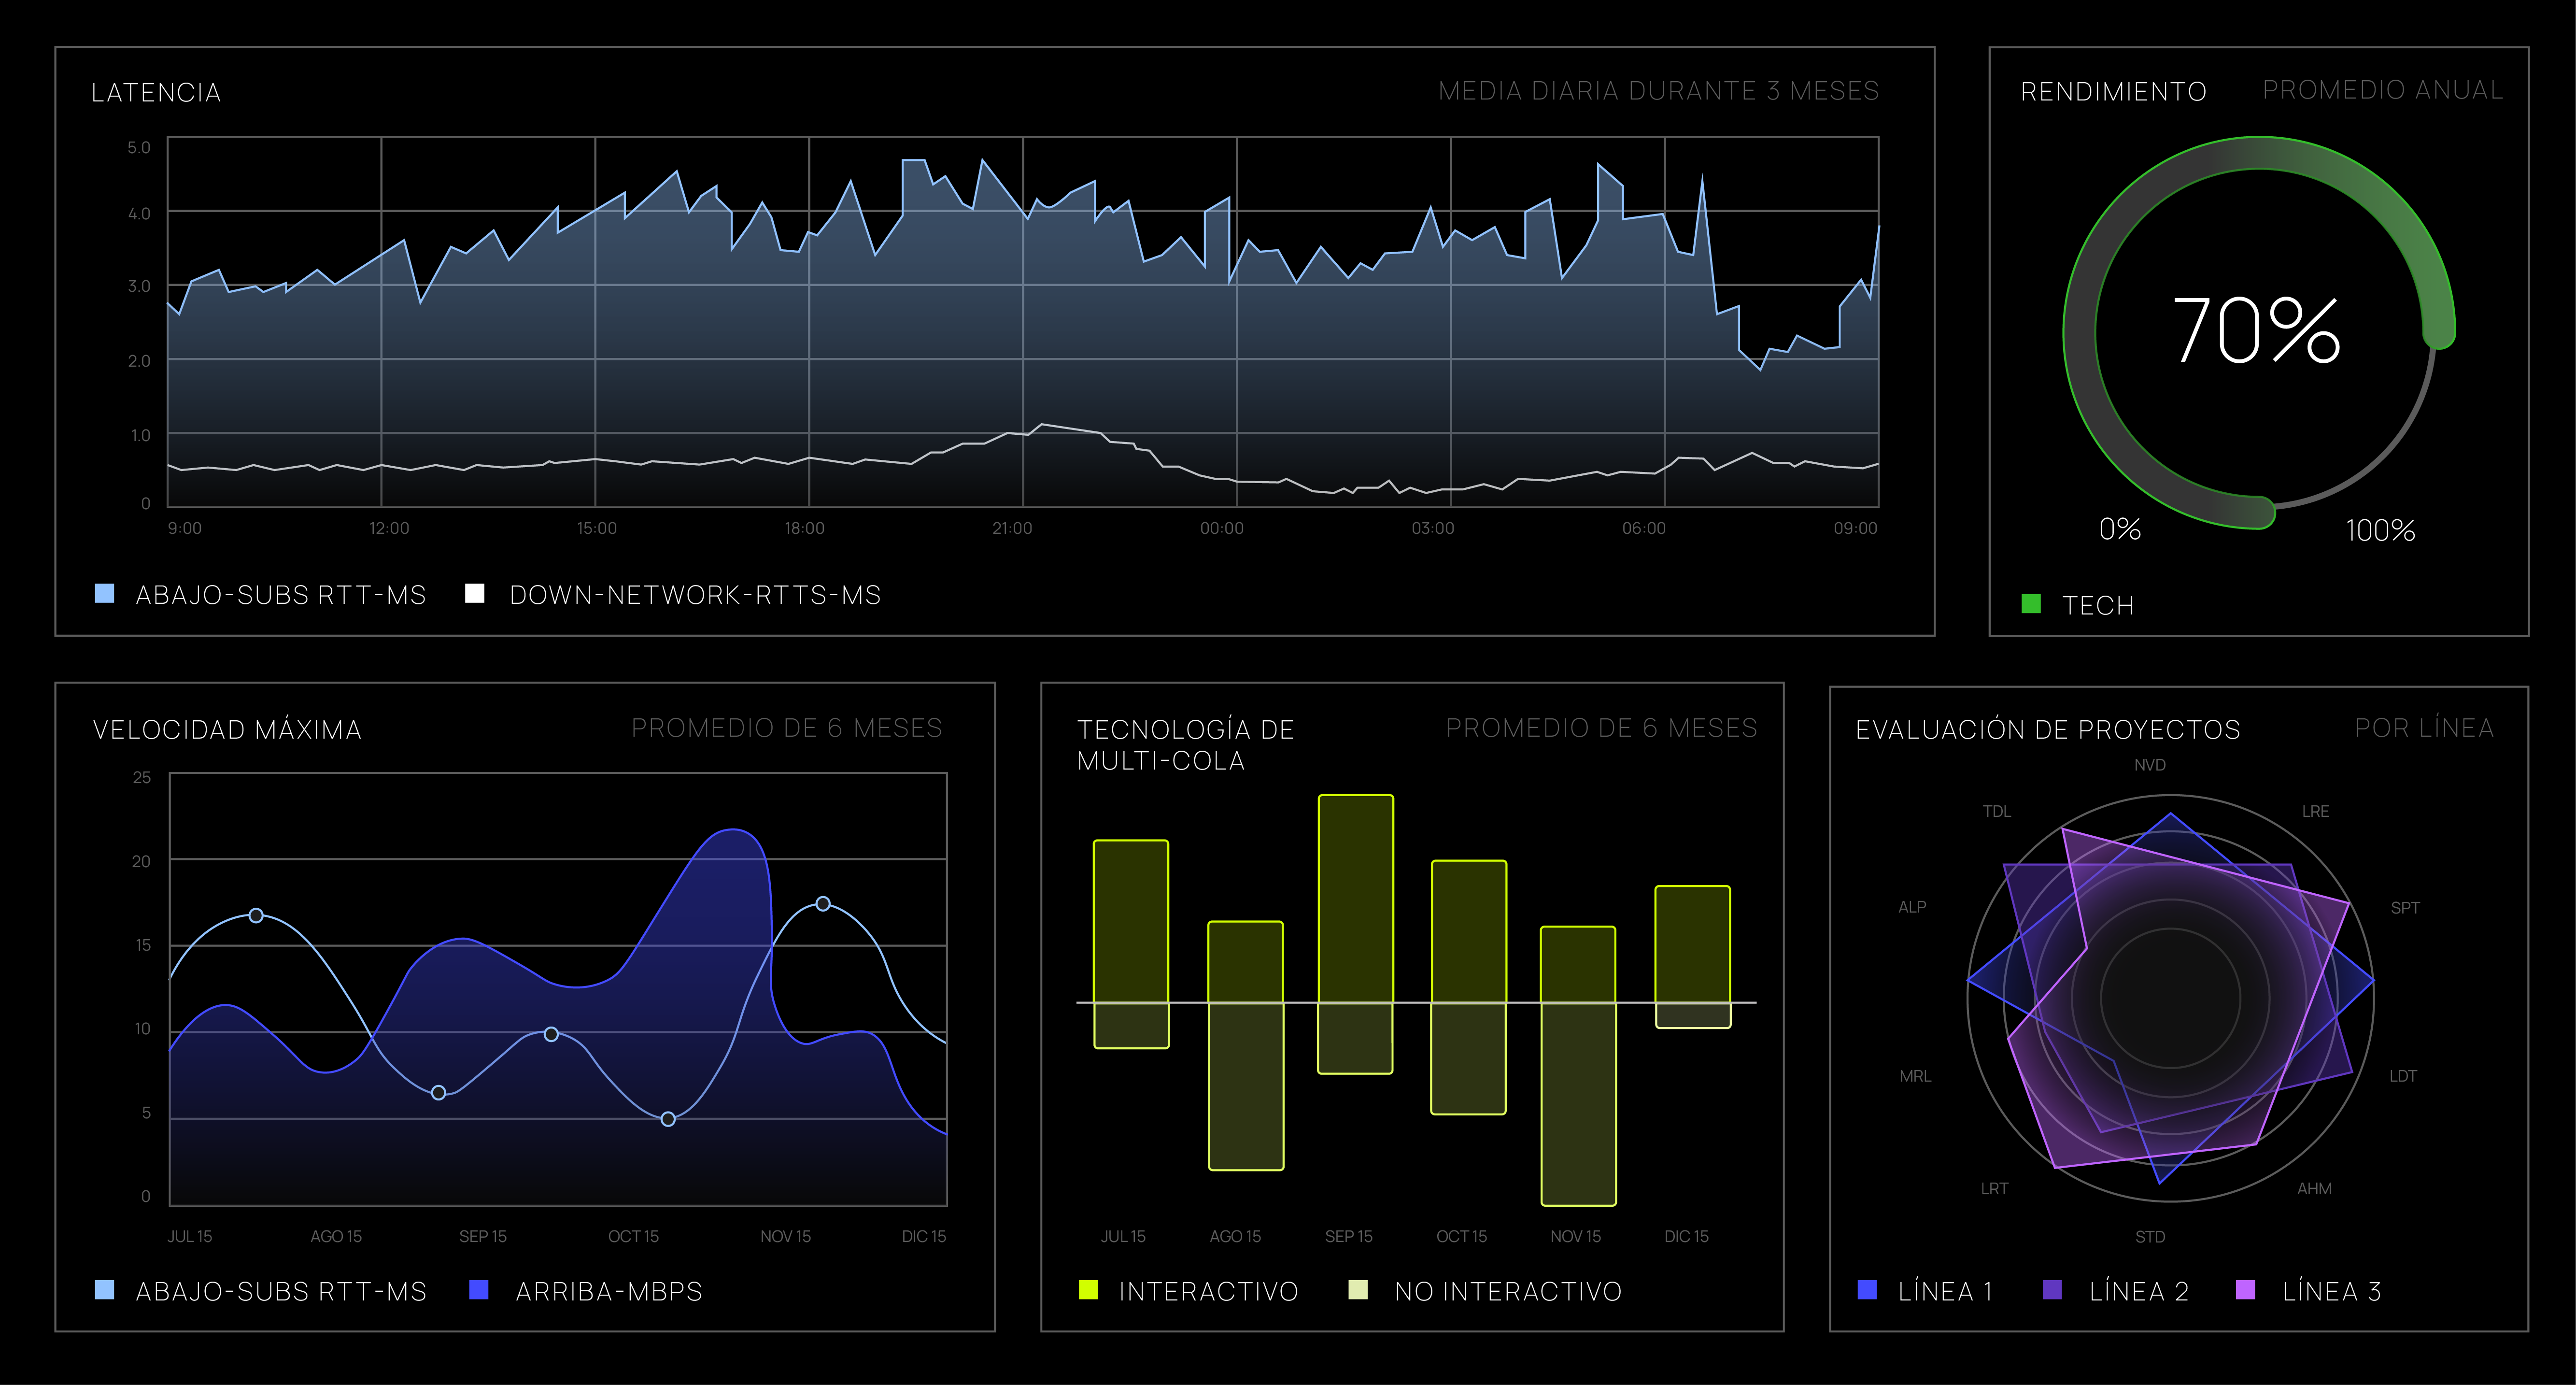 LATENCIA
MEDIA DIARIA DURANTE 3 MESES
5.0
4.0
3.0
2.0
1.0
0
9:00 12:00 15:00 18:00 21:00 00:00 03:00 06:00 09:00
ABAJO-SUBS RTT-MS DOWN-NETWORK-RTTS-MS
RENDIMIENTO
PROMEDIO ANUAL
70%
0% 100%
TECH
VELOCIDAD MÁXIMA
PROMEDIO DE 6 MESES
25
20
15
10
5
0
JUL 15 AGO 15 SEP 15 OCT 15 NOV 15 DIC 15
ABAJO-SUBS RTT-MS ARRIBA-MBPS
TECNOLOGÍA DE
MULTI-COLA
PROMEDIO DE 6 MESES
JUL 15 AGO 15 SEP 15 OCT 15 NOV 15 DIC 15
INTERACTIVO NO INTERACTIVO
EVALUACIÓN DE PROYECTOS
POR LÍNEA
NVD
TDL LRE
ALP SPT
MRL LDT
LRT AHM
STD
LÍNEA 1 LÍNEA 2 LÍNEA 3